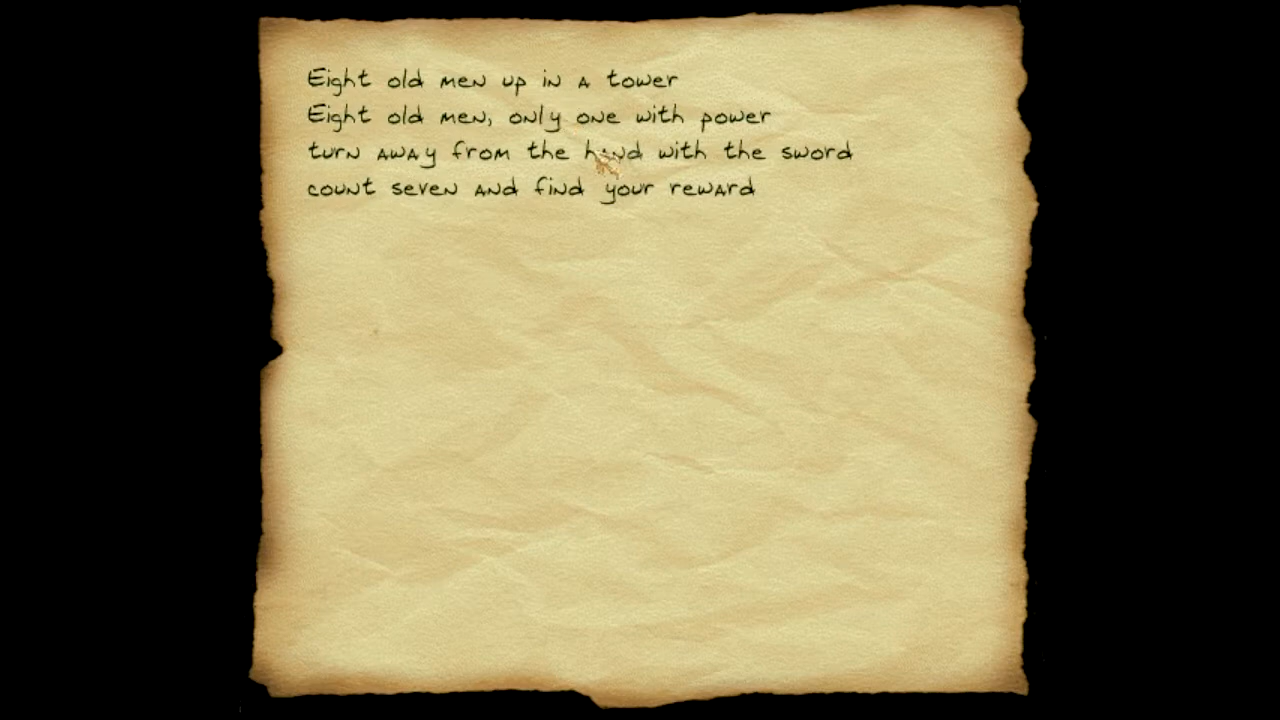 Eight old men up in a tower
Eight old men, only one with power
turn away from the hand with the sword
count seven and find your reward